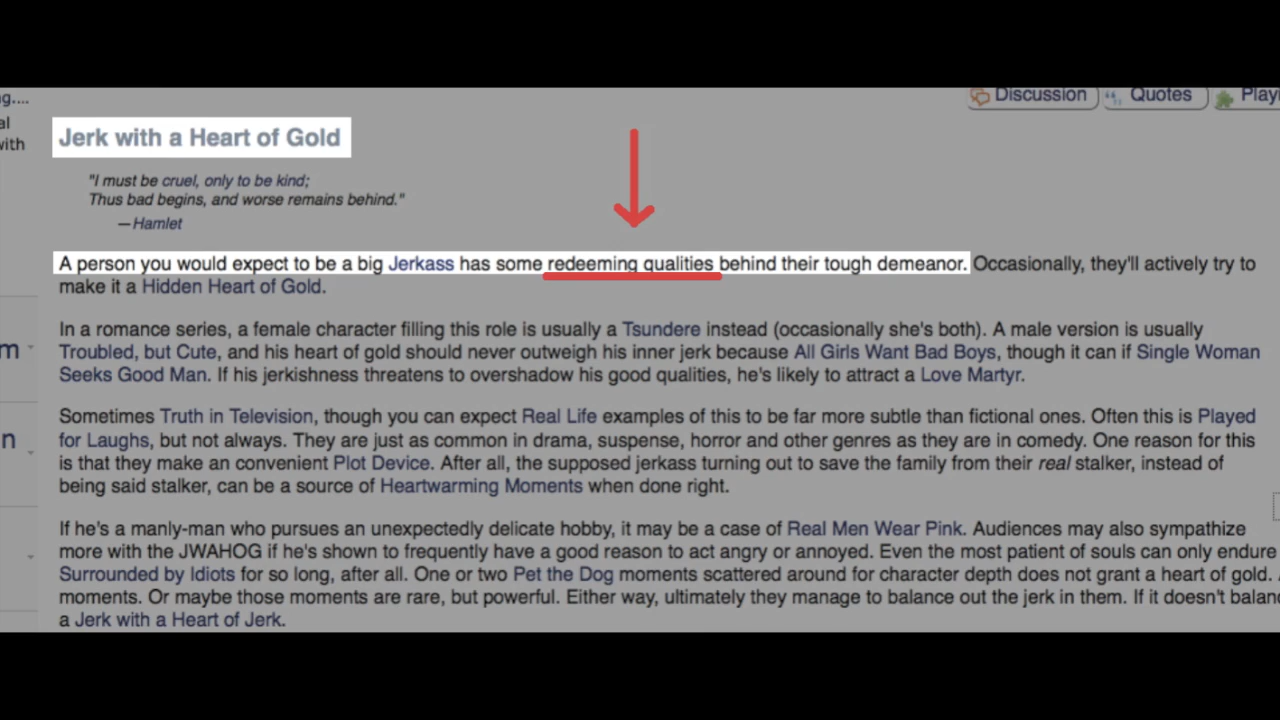 ng....
Discussion
Quotes
al
with
Jerk with a Heart of Gold
"I must be cruel, only to be kind;
Thus bad begins, and worse remains behind."
—Hamlet
A person you would expect to be a big Jerkass has some redeeming qualities behind their tough demeanor. Occasionally, they'll actively try to
make it a Hidden Heart of Gold.
In a romance series, a female character filling this role is usually a Tsundere instead (occasionally she's both). A male version is usually
Troubled, but Cute, and his heart of gold should never outweigh his inner jerk because All Girls Want Bad Boys, though it can if Single Woman
Seeks Good Man. If his jerkishness threatens to overshadow his good qualities, he's likely to attract a Love Martyr.
Sometimes Truth in Television, though you can expect Real Life examples of this to be far more subtle than fictional ones. Often this is Played
for Laughs, but not always. They are just as common in drama, suspense, horror and other genres as they are in comedy. One reason for this
is that they make an convenient Plot Device. After all, the supposed jerkass turning out to save the family from their real stalker, instead of
being said stalker, can be a source of Heartwarming Moments when done right.
If he's a manly-man who pursues an unexpectedly delicate hobby, it may be a case of Real Men Wear Pink. Audiences may also sympathize
more with the JWAHOG if he's shown to frequently have a good reason to act angry or annoyed. Even the most patient of souls can only endure
Surrounded by Idiots for so long, after all. One or two Pet the Dog moments scattered around for character depth does not grant a heart of gold.
moments. Or maybe those moments are rare, but powerful. Either way, ultimately they manage to balance out the jerk in them. If it doesn't balanc
a Jerk with a Heart of Jerk.